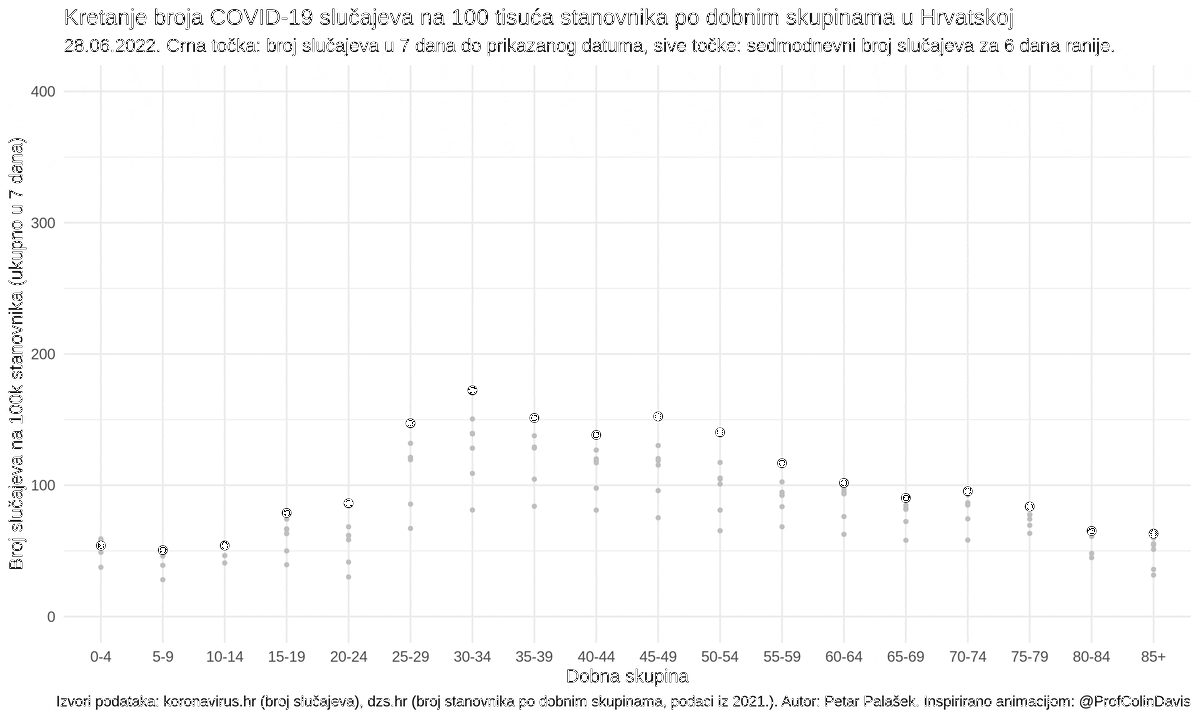 Kretanje broja COVID-19 slučajeva na 100 tisuća stanovnika po dobnim skupinama u Hrvatskoj
28.06.2022. Crna točka: broj slučajeva u 7 dana do prikazanog datuma, sive točke: sedmodnevni broj slučajeva za 6 dana ranije.
Broj slučajeva na 100k stanovnika (ukupno u 7 dana)
400
300
200
100
0
0-4 5-9 10-14 15-19 20-24 25-29 30-34 35-39 40-44 45-49 50-54 55-59 60-64 65-69 70-74 75-79 80-84 85+
Dobna skupina
Izvori podataka: koronavirus.hr (broj slučajeva), dzs.hr (broj stanovnika po dobnim skupinama, podaci iz 2021.). Autor: Petar Palašek. Inspirirano animacijom: @ProfColinDavis